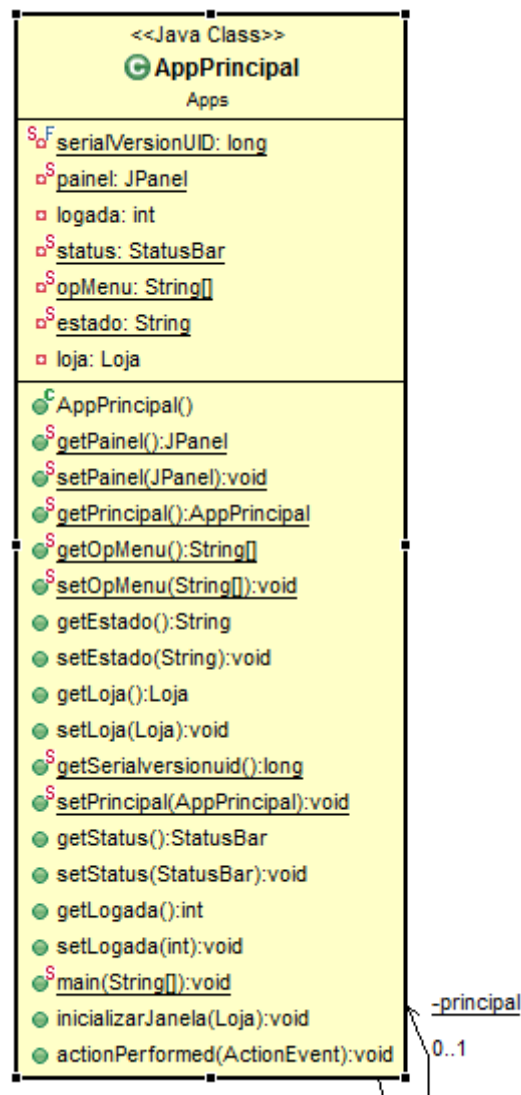 <<Java Class>>
AppPrincipal
Apps
serialVersionUID: long
painel: JPanel
logada: int
status: StatusBar
opMenu: String[]
estado: String
loja: Loja
AppPrincipal()
getPainel():JPanel
setPainel(JPanel):void
getPrincipal():AppPrincipal
getOpMenu():String[]
setOpMenu(String[]):void
getEstado():String
setEstado(String):void
getLoja():Loja
setLoja(Loja):void
getSerialversionuid():long
setPrincipal(AppPrincipal):void
getStatus():StatusBar
setStatus(StatusBar):void
getLogada():int
setLogada(int):void
main(String[]):void
inicializarJanela(Loja):void
actionPerformed(ActionEvent):void
-principal
0..1